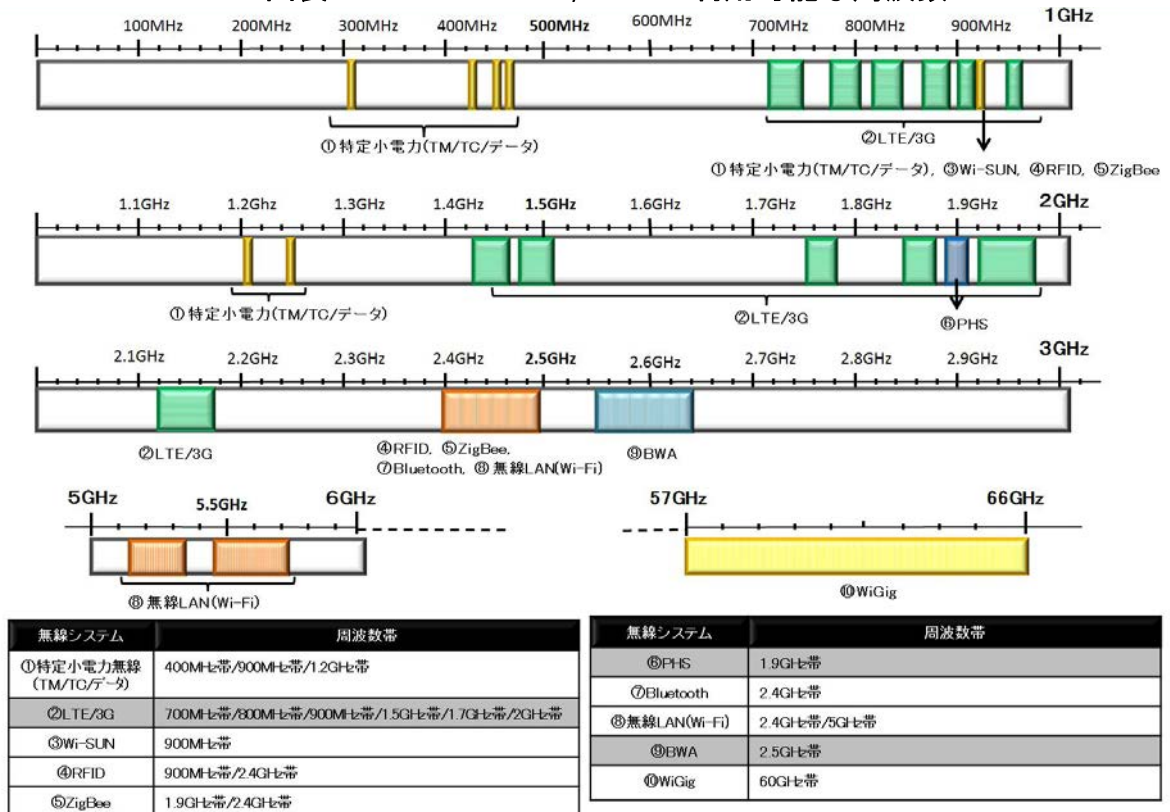 100MHz 200MHz 300MHz 400MHz 500MHz 600MHz 700MHz 800MHz 900MHz 1GHz
①特定小電力(TM/TC/データ)
②LTE/3G
①特定小電力(TM/TC/データ), ③Wi-SUN, ④RFID, ⑤ZigBee
1.1GHz 1.2GHz 1.3GHz 1.4GHz 1.5GHz 1.6GHz 1.7GHz 1.8GHz 1.9GHz 2GHz
①特定小電力(TM/TC/データ)
②LTE/3G
⑥PHS
2.1GHz 2.2GHz 2.3GHz 2.4GHz 2.5GHz 2.6GHz 2.7GHz 2.8GHz 2.9GHz 3GHz
②LTE/3G
④RFID, ⑤ZigBee,
⑦Bluetooth, ⑧無線LAN(Wi-Fi)
⑨BWA
5GHz 5.5GHz 6GHz
⑧無線LAN(Wi-Fi)
57GHz 66GHz
⑩WiGig
無線システム 周波数帯
①特定小電力無線
(TM/TC/データ)
400MHz帯/900MHz帯/1.2GHz帯
②LTE/3G 700MHz帯/800MHz帯/900MHz帯/1.5GHz帯/1.7GHz帯/2GHz帯
③Wi-SUN 900MHz帯
④RFID 900MHz帯/2.4GHz帯
⑤ZigBee 1.9GHz帯/2.4GHz帯
無線システム 周波数帯
⑥PHS 1.9GHz帯
⑦Bluetooth 2.4GHz帯
⑧無線LAN(Wi-Fi) 2.4GHz帯/5GHz帯
⑨BWA 2.5GHz帯
⑩WiGig 60GHz帯